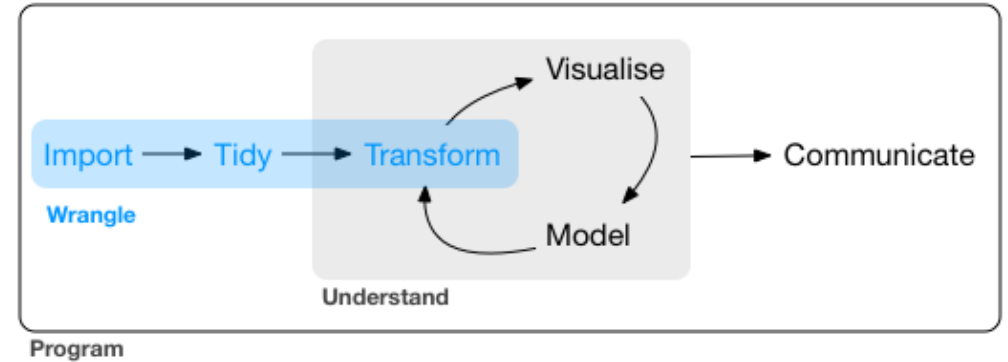 Visualise
Import
Tidy
Transform
Communicate
Wrangle
Model
Understand
Program